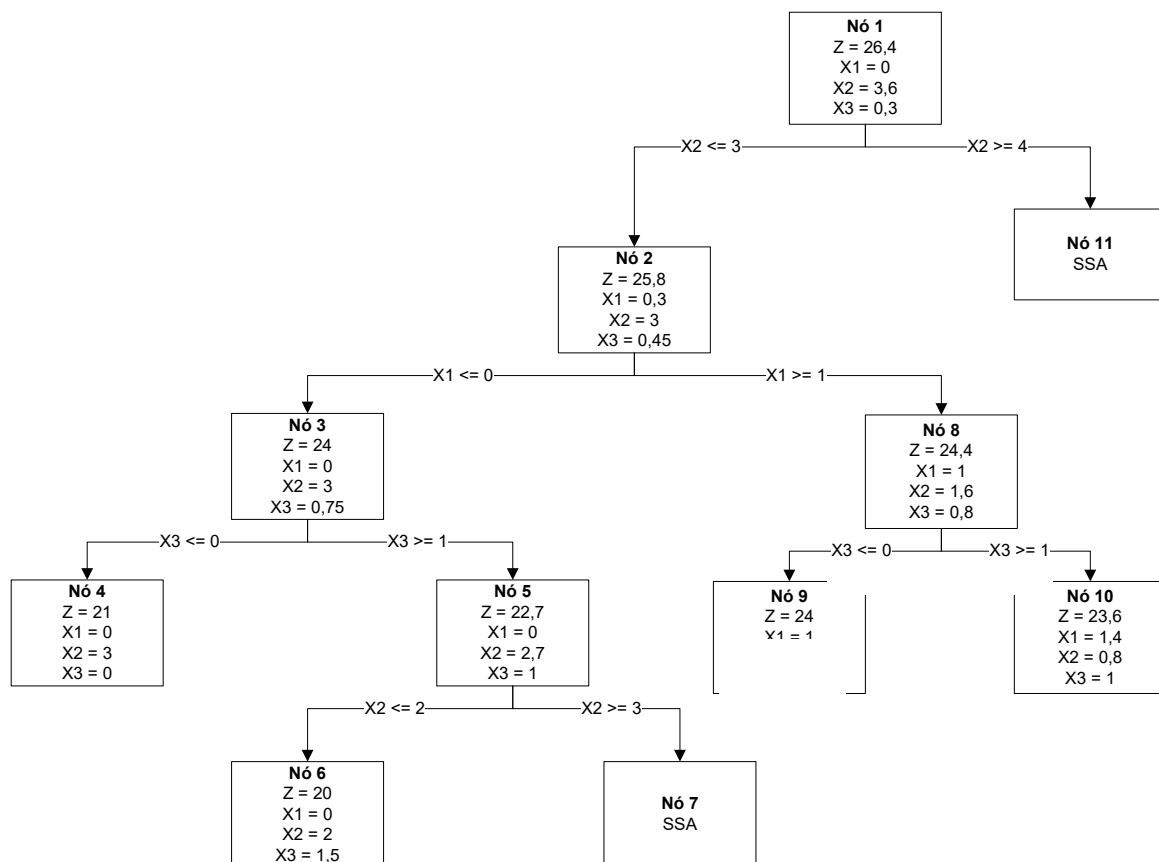 Nó 1
Z = 26,4
X1 = 0
X2 = 3,6
X3 = 0,3
X2 <= 3
X2 >= 4
Nó 11
SSA
Nó 2
Z = 25,8
X1 = 0,3
X2 = 3
X3 = 0,45
X1 <= 0
X1 >= 1
Nó 3
Z = 24
X1 = 0
X2 = 3
X3 = 0,75
Nó 8
Z = 24,4
X1 = 1
X2 = 1,6
X3 = 0,8
X3 <= 0
X3 >= 1
X3 <= 0
X3 >= 1
Nó 4
Z = 21
X1 = 0
X2 = 3
X3 = 0
Nó 5
Z = 22,7
X1 = 0
X2 = 2,7
X3 = 1
Nó 9
Z = 24
X1 = 1
Nó 10
Z = 23,6
X1 = 1,4
X2 = 0,8
X3 = 1
X2 <= 2
X2 >= 3
Nó 6
Z = 20
X1 = 0
X2 = 2
X3 = 1,5
Nó 7
SSA